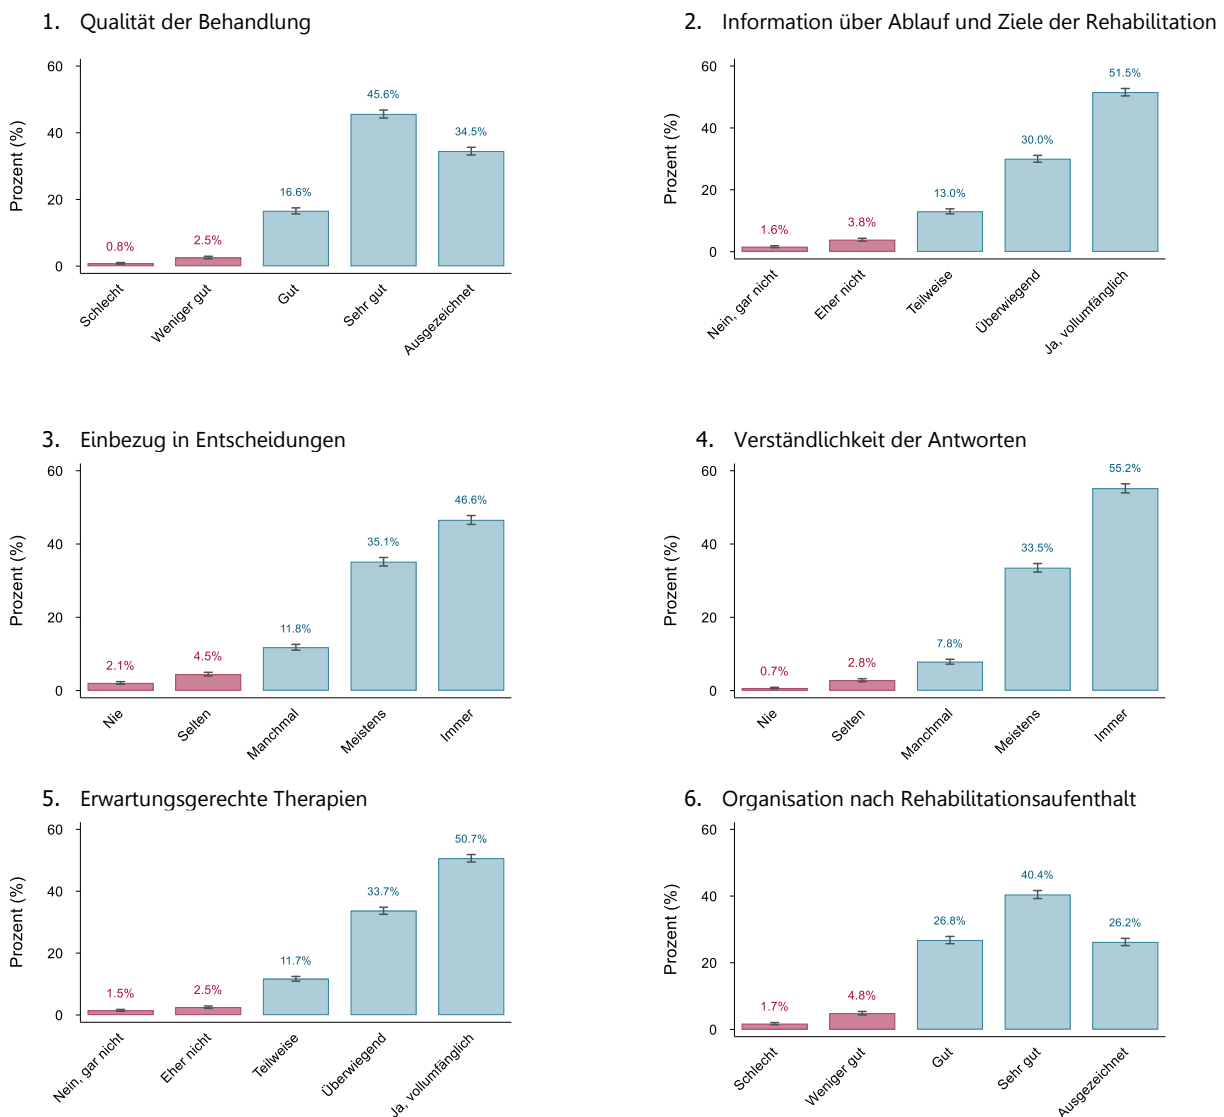 1. Qualität der Behandlung
60
40
20
0
Prozent (%)
0.8%
2.5%
16.6%
45.6%
34.5%
Schlecht
Weniger gut
Gut
Sehr gut
Ausgezeichnet
2. Information über Ablauf und Ziele der Rehabilitation
60
40
20
0
Prozent (%)
1.6%
3.8%
13.0%
30.0%
51.5%
Nein, gar nicht
Eher nicht
Teilweise
Überwiegend
Ja, vollumfänglich
3. Einbezug in Entscheidungen
60
40
20
0
Prozent (%)
2.1%
4.5%
11.8%
35.1%
46.6%
Nie
Selten
Manchmal
Meistens
Immer
4. Verständlichkeit der Antworten
60
40
20
0
Prozent (%)
0.7%
2.8%
7.8%
33.5%
55.2%
Nie
Selten
Manchmal
Meistens
Immer
5. Erwartungsgerechte Therapien
60
40
20
0
Prozent (%)
1.5%
2.5%
11.7%
33.7%
50.7%
Nein, gar nicht
Eher nicht
Teilweise
Überwiegend
Ja, vollumfänglich
6. Organisation nach Rehabilitationsaufenthalt
60
40
20
0
Prozent (%)
1.7%
4.8%
26.8%
40.4%
26.2%
Schlecht
Weniger gut
Gut
Sehr gut
Ausgezeichnet